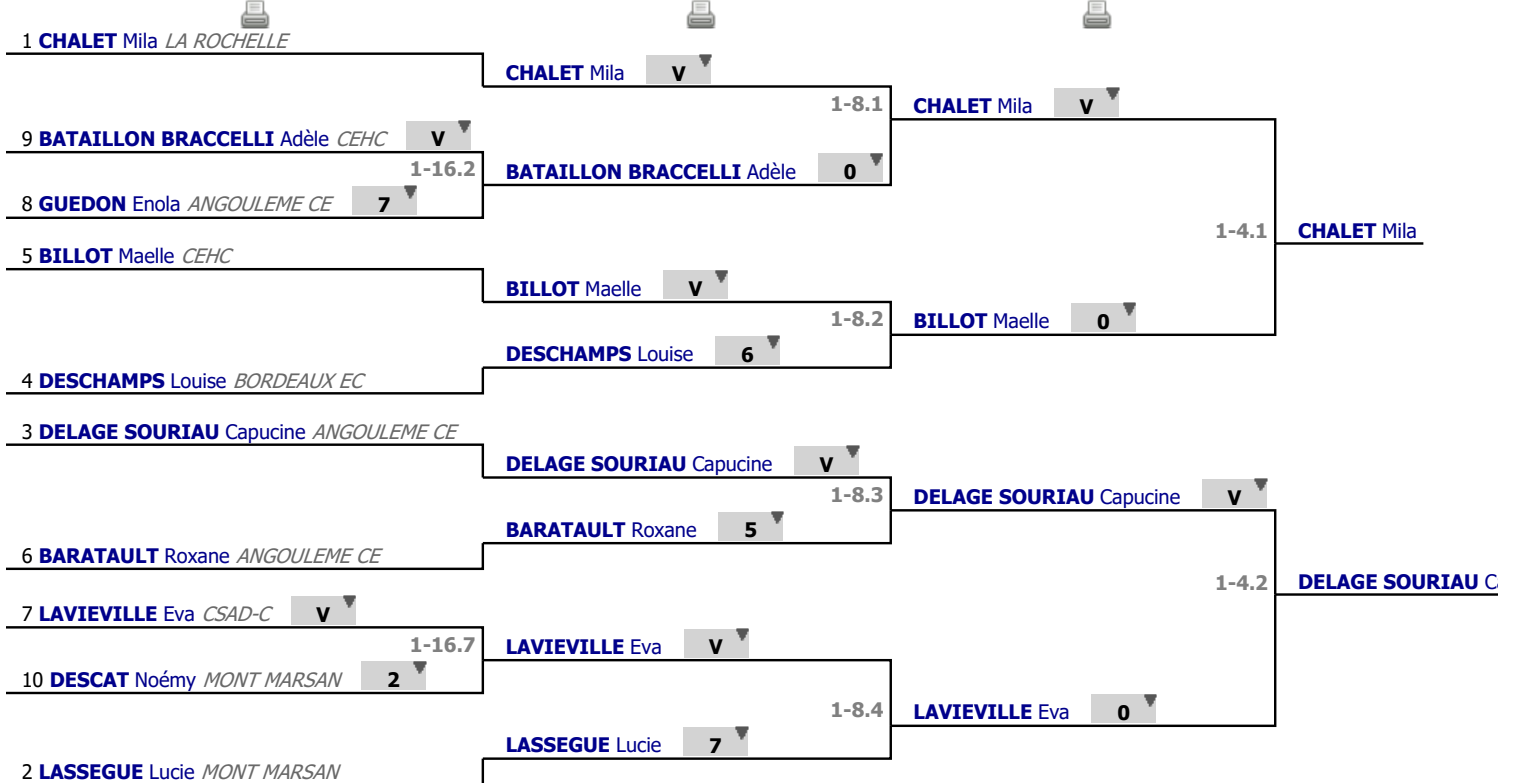 1 CHALET Mila LA ROCHELLE
9 BATAILLON BRACCELLI Adèle CEHC V
1-16.2
8 GUEDON Enola ANGOULEME CE 7
5 BILLOT Maelle CEHC
4 DESCHAMPS Louise BORDEAUX EC
3 DELAGE SOURIAU Capucine ANGOULEME CE
6 BARATAULT Roxane ANGOULEME CE
7 LAVIEVILLE Eva CSAD-C V
1-16.7
10 DESCAT Noémy MONT MARSAN 2
2 LASSEGUE Lucie MONT MARSAN
CHALET Mila V
1-8.1
BATAILLON BRACCELLI Adèle 0
BILLOT Maelle V
1-8.2
DESCHAMPS Louise 6
DELAGE SOURIAU Capucine V
1-8.3
BARATAULT Roxane 5
LAVIEVILLE Eva V
1-8.4
LASSEGUE Lucie 7
CHALET Mila V
1-4.1
BILLOT Maelle 0
DELAGE SOURIAU Capucine V
1-4.2
LAVIEVILLE Eva 0
CHALET Mila
DELAGE SOURIAU C